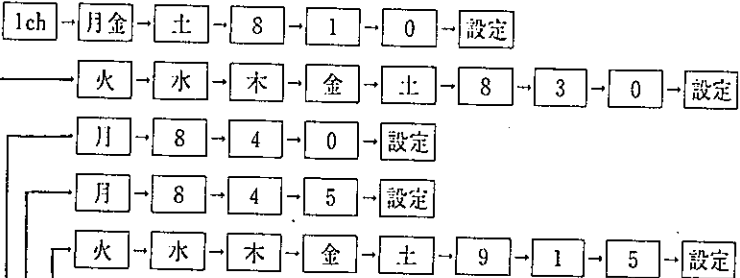 1ch → 月金 → 土 → 8 → 1 → 0 → 設定
火 → 水 → 木 → 金 → 土 → 8 → 3 → 0 → 設定
月 → 8 → 4 → 0 → 設定
月 → 8 → 4 → 5 → 設定
火 → 水 → 木 → 金 → 土 → 9 → 1 → 5 → 設定